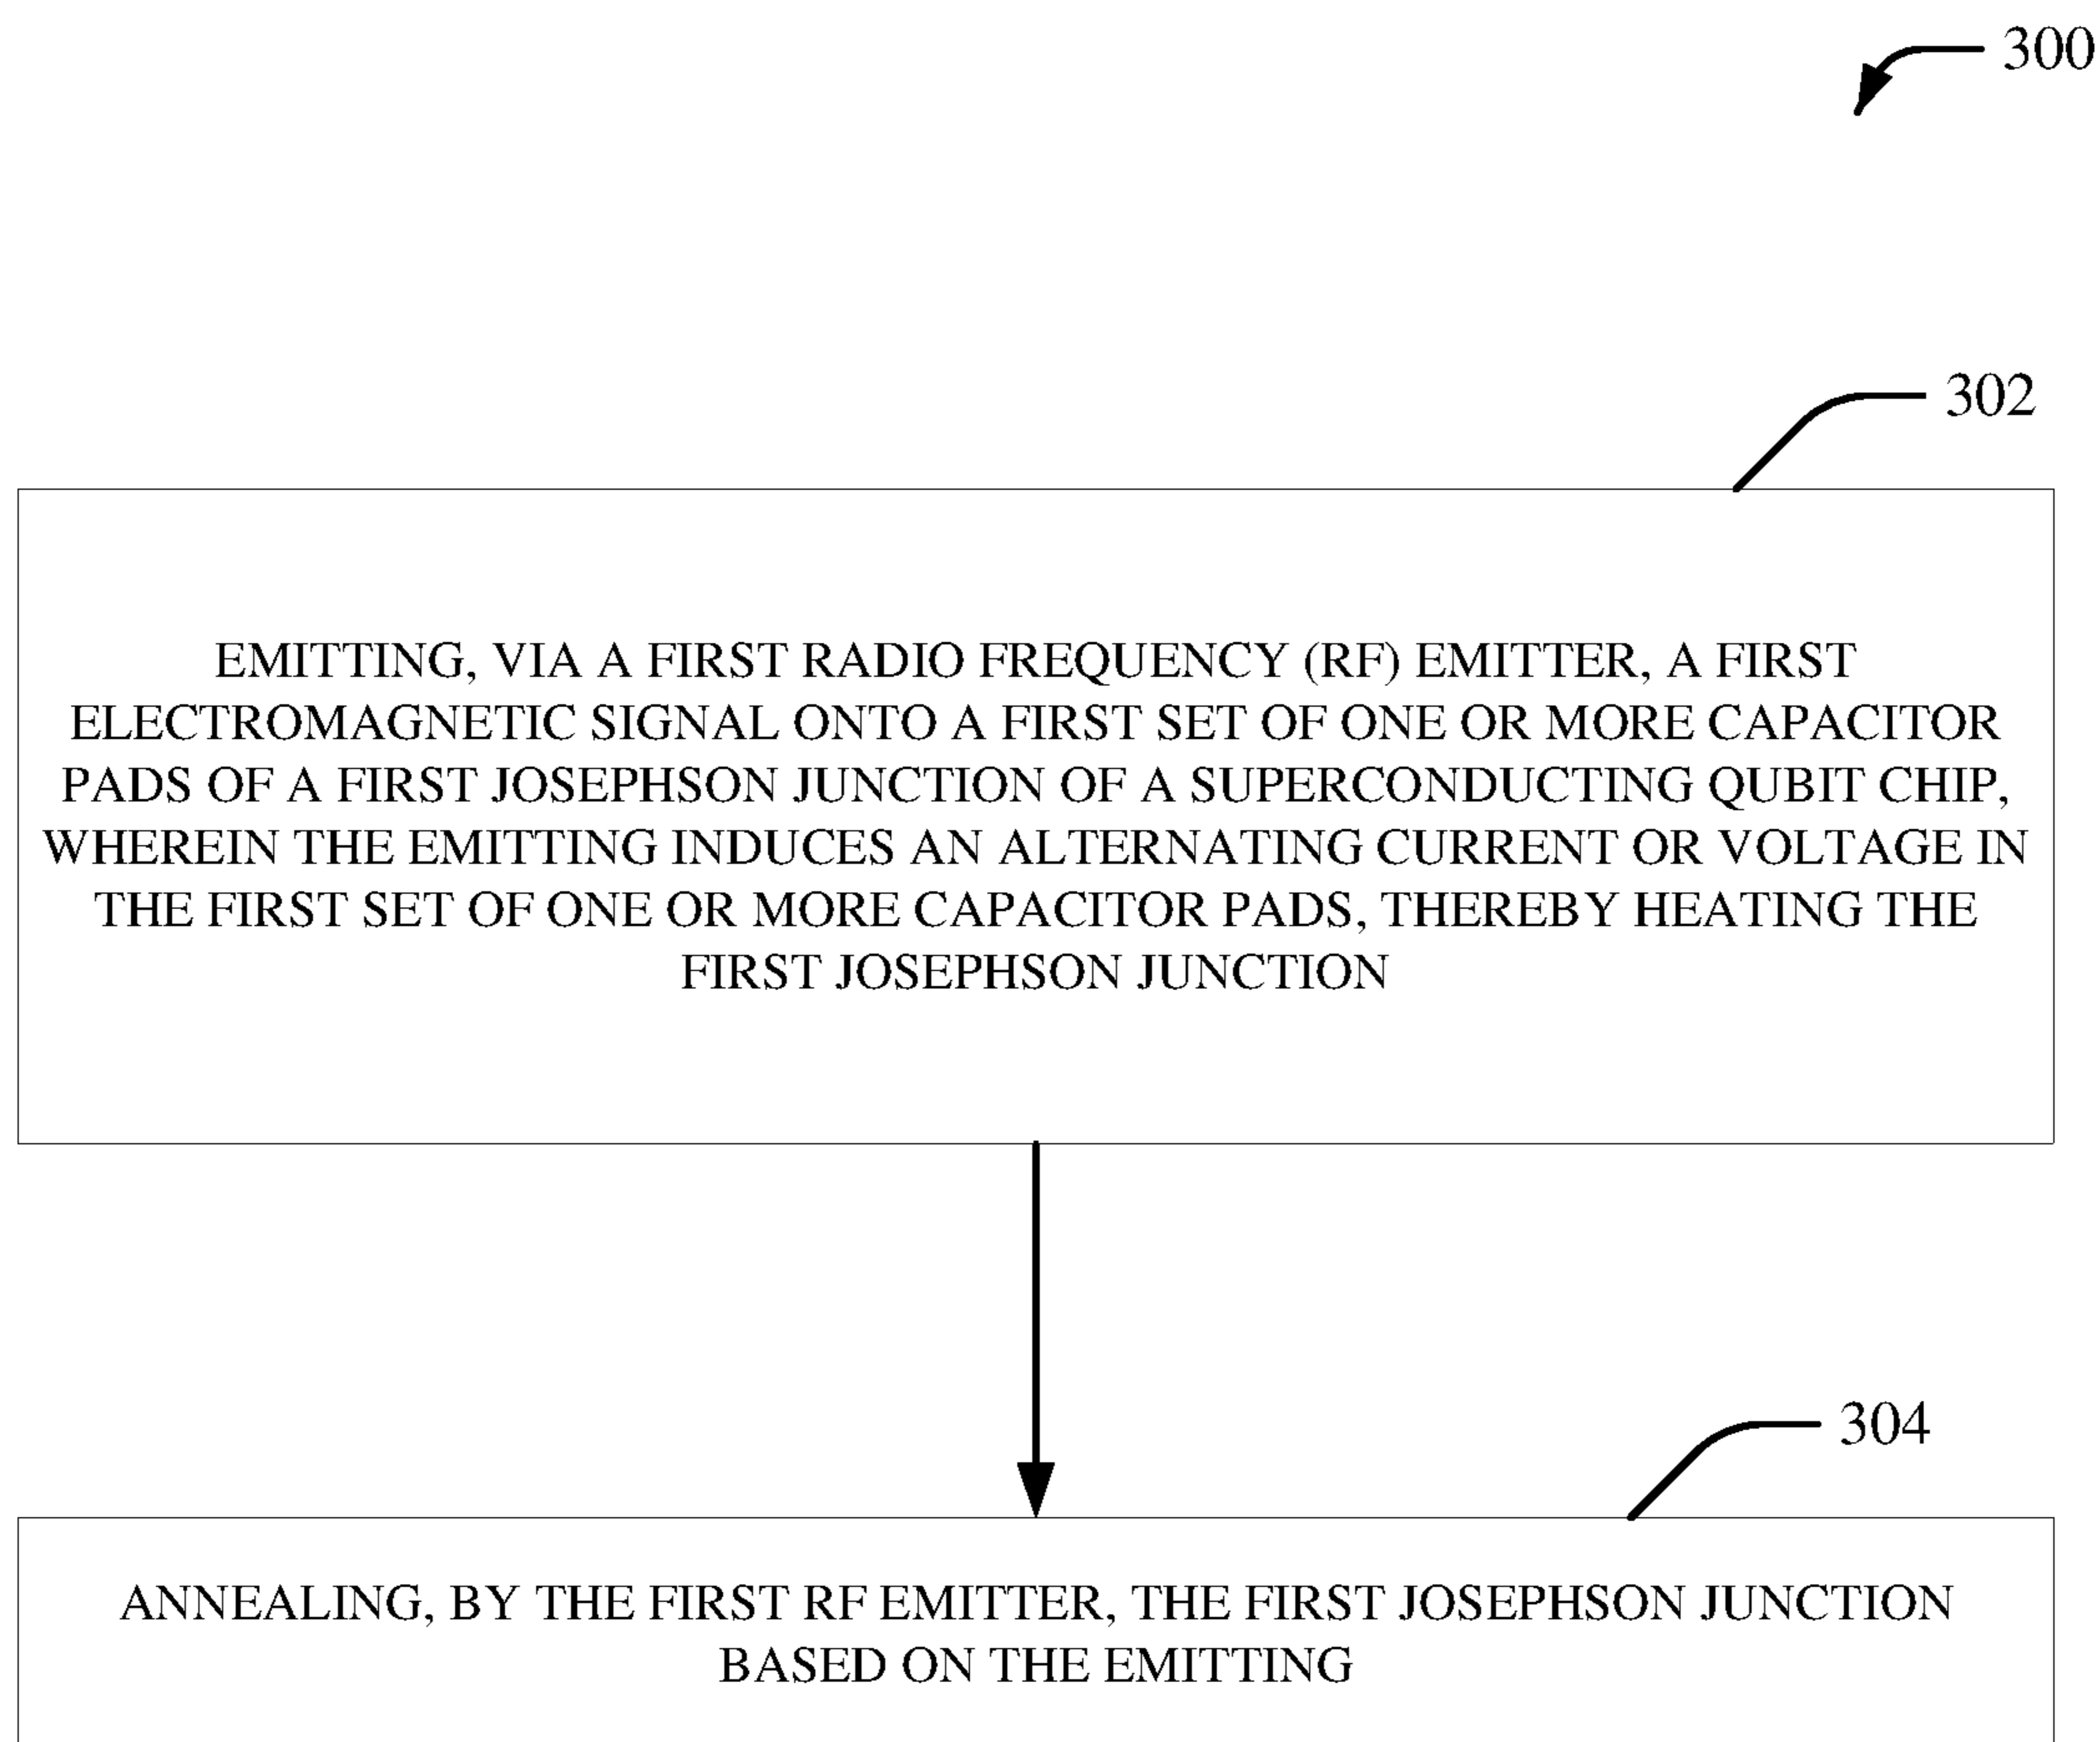 300
302
EMITTING, VIA A FIRST RADIO FREQUENCY (RF) EMITTER, A FIRST
ELECTROMAGNETIC SIGNAL ONTO A FIRST SET OF ONE OR MORE CAPACITOR
PADS OF A FIRST JOSEPHSON JUNCTION OF A SUPERCONDUCTING QUBIT CHIP,
WHEREIN THE EMITTING INDUCES AN ALTERNATING CURRENT OR VOLTAGE IN
THE FIRST SET OF ONE OR MORE CAPACITOR PADS, THEREBY HEATING THE
FIRST JOSEPHSON JUNCTION
304
ANNEALING, BY THE FIRST RF EMITTER, THE FIRST JOSEPHSON JUNCTION
BASED ON THE EMITTING